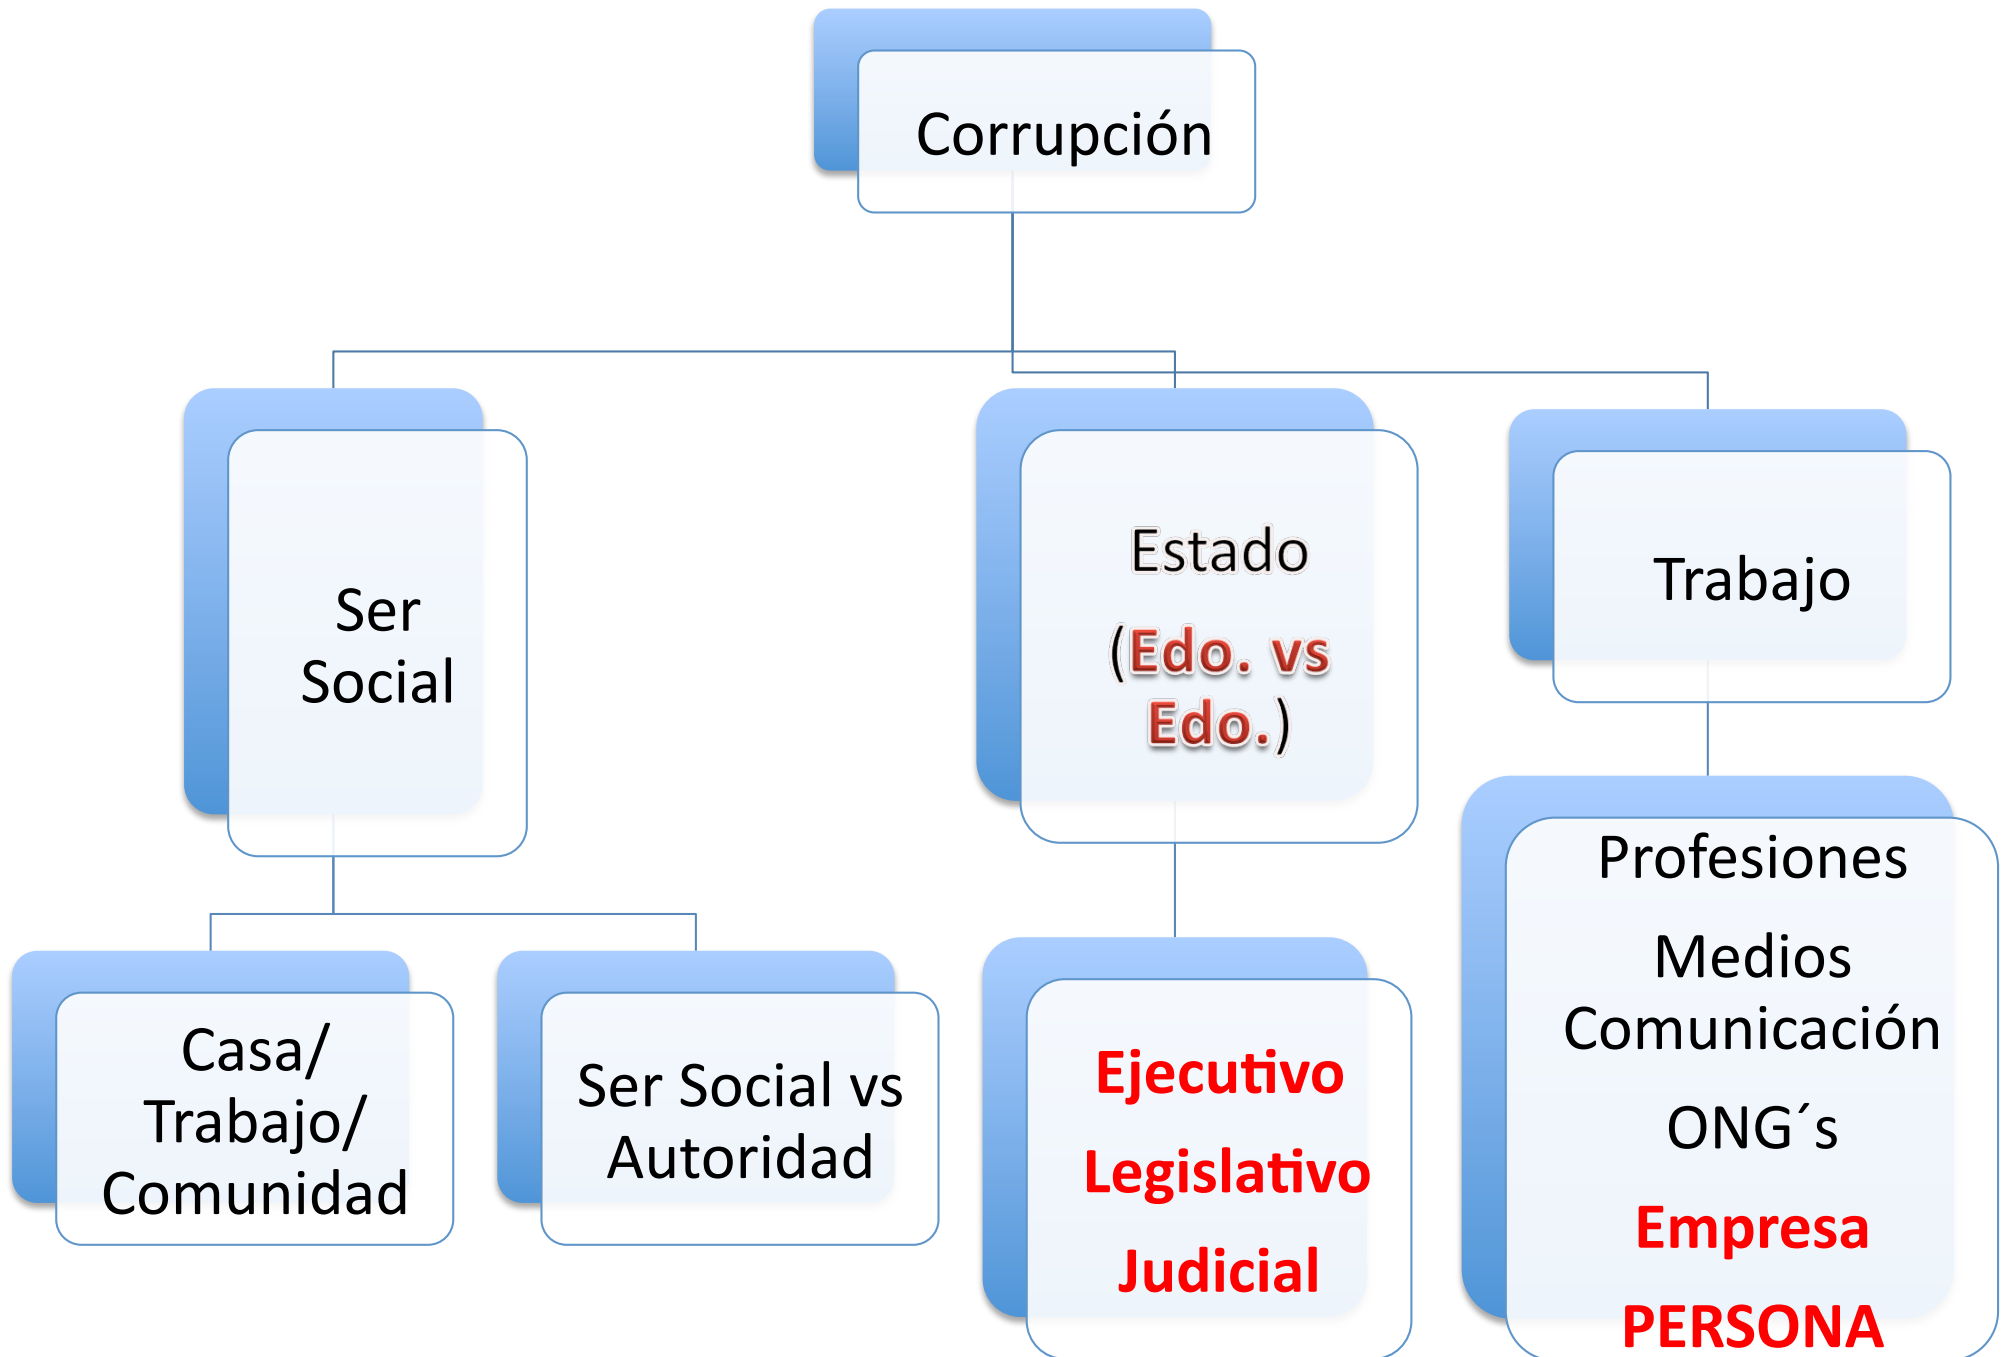 Corrupción
Ser
Social
Estado
(Edo. vs
Edo.)
Trabajo
Casa/
Trabajo/
Comunidad
Ser Social vs
Autoridad
Ejecutivo
Legislativo
Judicial
Profesiones
Medios
Comunicación
ONG´s
Empresa
PERSONA